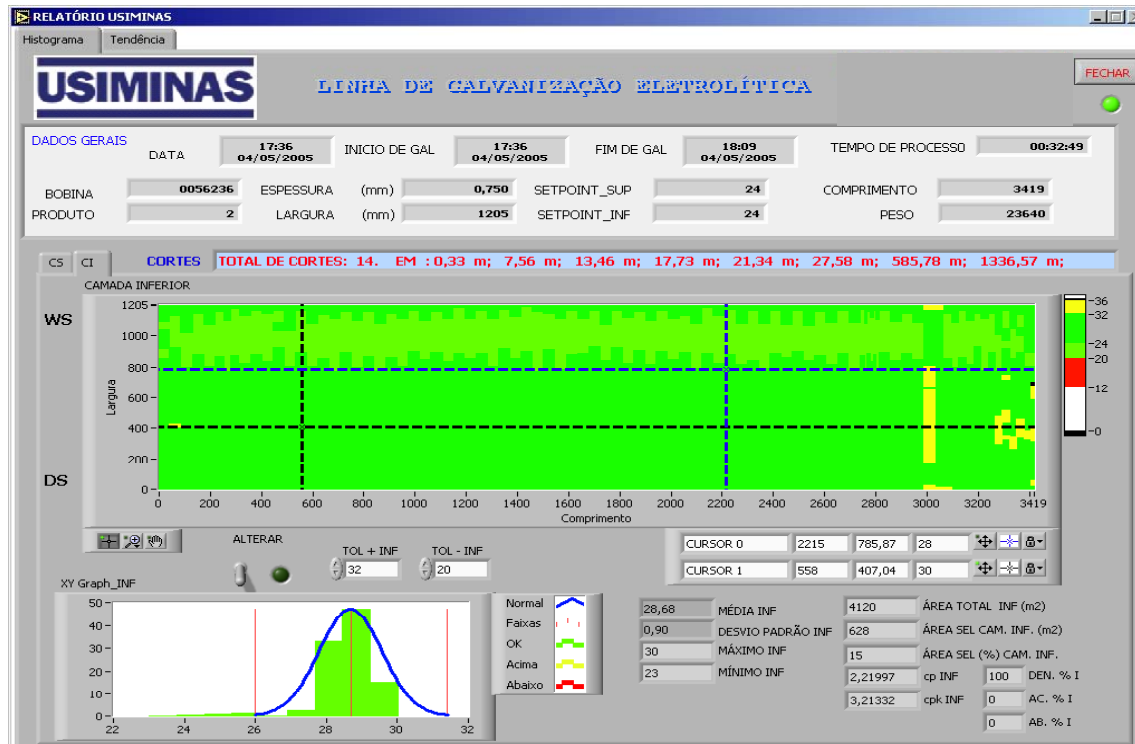 RELATÓRIO USIMINAS
Histograma Tendência
USIMINAS LINHA DE GALVANIZAÇÃO ELETROLÍTICA FECHAR
DADOS GERAIS
DATA 17:36 04/05/2005 INICIO DE GAL 17:36 04/05/2005 FIM DE GAL 18:09 04/05/2005 TEMPO DE PROCESS0 00:32:49
BOBINA 0056236 ESPESSURA (mm) 0,750 SETPOINT_SUP 24 COMPRIMENTO 3419
PRODUTO 2 LARGURA (mm) 1205 SETPOINT_INF 24 PESO 23640
CS CI CORTES TOTAL DE CORTES: 14. EM : 0,33 m; 7,56 m; 13,46 m; 17,73 m; 21,34 m; 27,58 m; 585,78 m; 1336,57 m;
CAMADA INFERIOR
WS
DS
Largura
1205
1000
800
600
400
200
0
0 200 400 600 800 1000 1200 1400 1600 1800 2000 2200 2400 2600 2800 3000 3200 3419
Comprimento
36
32
24
20
12
0
ALTERAR
TOL + INF TOL - INF
32 20
CURSOR 0 2215 785,87 28
CURSOR 1 558 407,04 30
XY Graph_INF
50
40
30
20
10
0
22 24 26 28 30 32
Normal
Faixas
OK
Acima
Abaixo
28,68 MÉDIA INF
0,90 DESVIO PADRÃO INF
30 MÁXIMO INF
23 MÍNIMO INF
4120 ÁREA TOTAL INF (m2)
628 ÁREA SEL CAM. INF. (m2)
15 ÁREA SEL (%) CAM. INF.
2,21997 cp INF 100 DEN. % I
3,21332 cpk INF 0 AC. % I
0 AB. % I